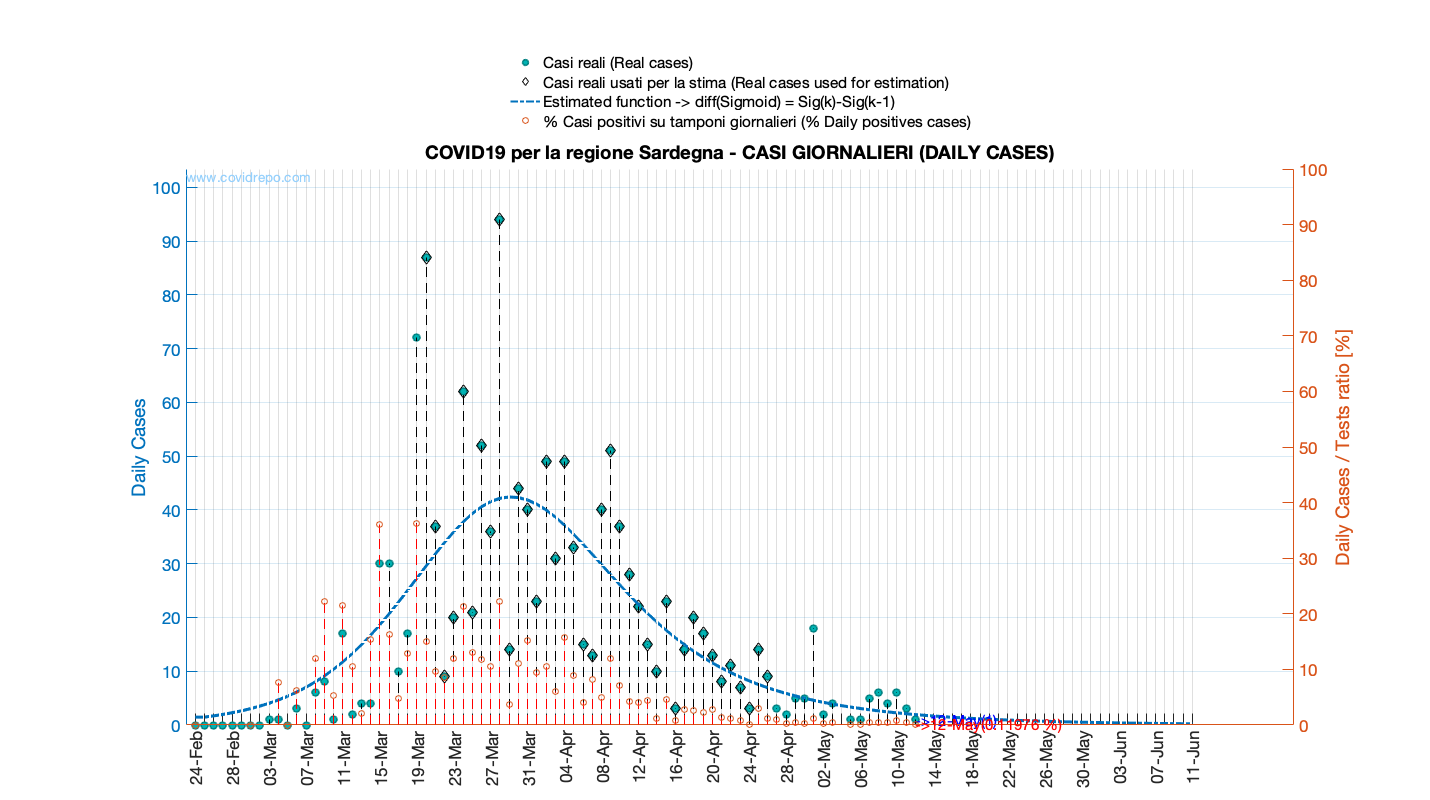 Casi reali (Real cases)
Casi reali usati per la stima (Real cases used for estimation)
Estimated function -> diff(Sigmoid) = Sig(k)-Sig(k-1)
% Casi positivi su tamponi giornalieri (% Daily positives cases)
COVID19 per la regione Sardegna - CASI GIORNALIERI (DAILY CASES)
www.covidrepo.com
100
90
80
70
60
50
40
30
20
10
0
Daily Cases
100
90
80
70
60
50
40
30
20
10
0
Daily Cases / Tests ratio [%]
24-Feb
28-Feb
03-Mar
07-Mar
11-Mar
15-Mar
19-Mar
23-Mar
27-Mar
31-Mar
04-Apr
08-Apr
12-Apr
16-Apr
20-Apr
24-Apr
28-Apr
02-May
06-May
10-May
14-May
18-May
22-May
26-May
30-May
03-Jun
07-Jun
11-Jun